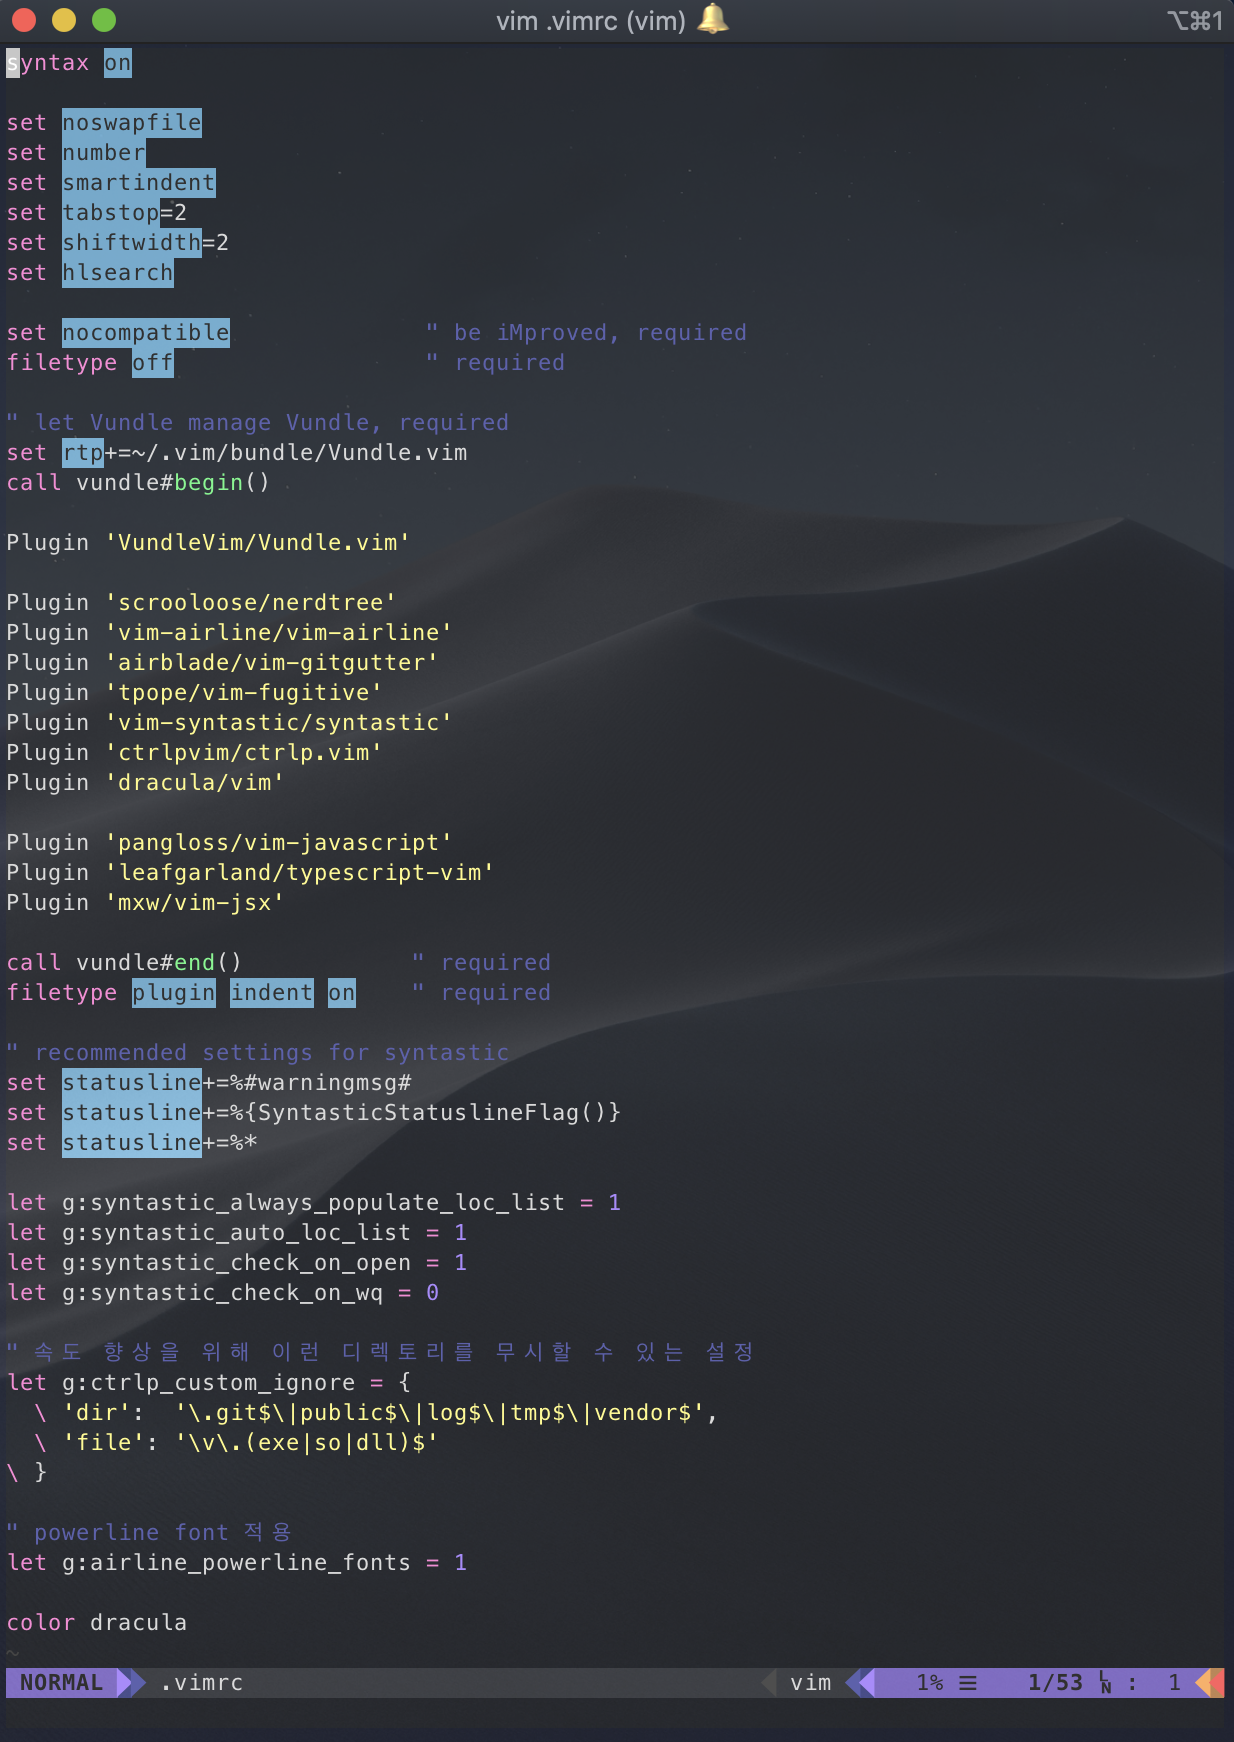 vim .vimrc (vim) 🔔 ⌥⌘1
syntax on
set noswapfile
set number
set smartindent
set tabstop=2
set shiftwidth=2
set hlsearch
set nocompatible              " be iMproved, required
filetype off                  " required
" let Vundle manage Vundle, required
set rtp+=~/.vim/bundle/Vundle.vim
call vundle#begin()
Plugin 'VundleVim/Vundle.vim'
Plugin 'scrooloose/nerdtree'
Plugin 'vim-airline/vim-airline'
Plugin 'airblade/vim-gitgutter'
Plugin 'tpope/vim-fugitive'
Plugin 'vim-syntastic/syntastic'
Plugin 'ctrlpvim/ctrlp.vim'
Plugin 'dracula/vim'
Plugin 'pangloss/vim-javascript'
Plugin 'leafgarland/typescript-vim'
Plugin 'mxw/vim-jsx'
call vundle#end()            " required
filetype plugin indent on    " required
" recommended settings for syntastic
set statusline+=%#warningmsg#
set statusline+=%{SyntasticStatuslineFlag()}
set statusline+=%*
let g:syntastic_always_populate_loc_list = 1
let g:syntastic_auto_loc_list = 1
let g:syntastic_check_on_open = 1
let g:syntastic_check_on_wq = 0
" 속도 향상을 위해 이런 디렉토리를 무시할 수 있는 설정
let g:ctrlp_custom_ignore = {
  \ 'dir':  '\.git$\|public$\|log$\|tmp$\|vendor$',
  \ 'file': '\v\.(exe|so|dll)$'
\ }
" powerline font 적용
let g:airline_powerline_fonts = 1
color dracula
~
NORMAL .vimrc vim 1% ☰ 1/53 LN : 1